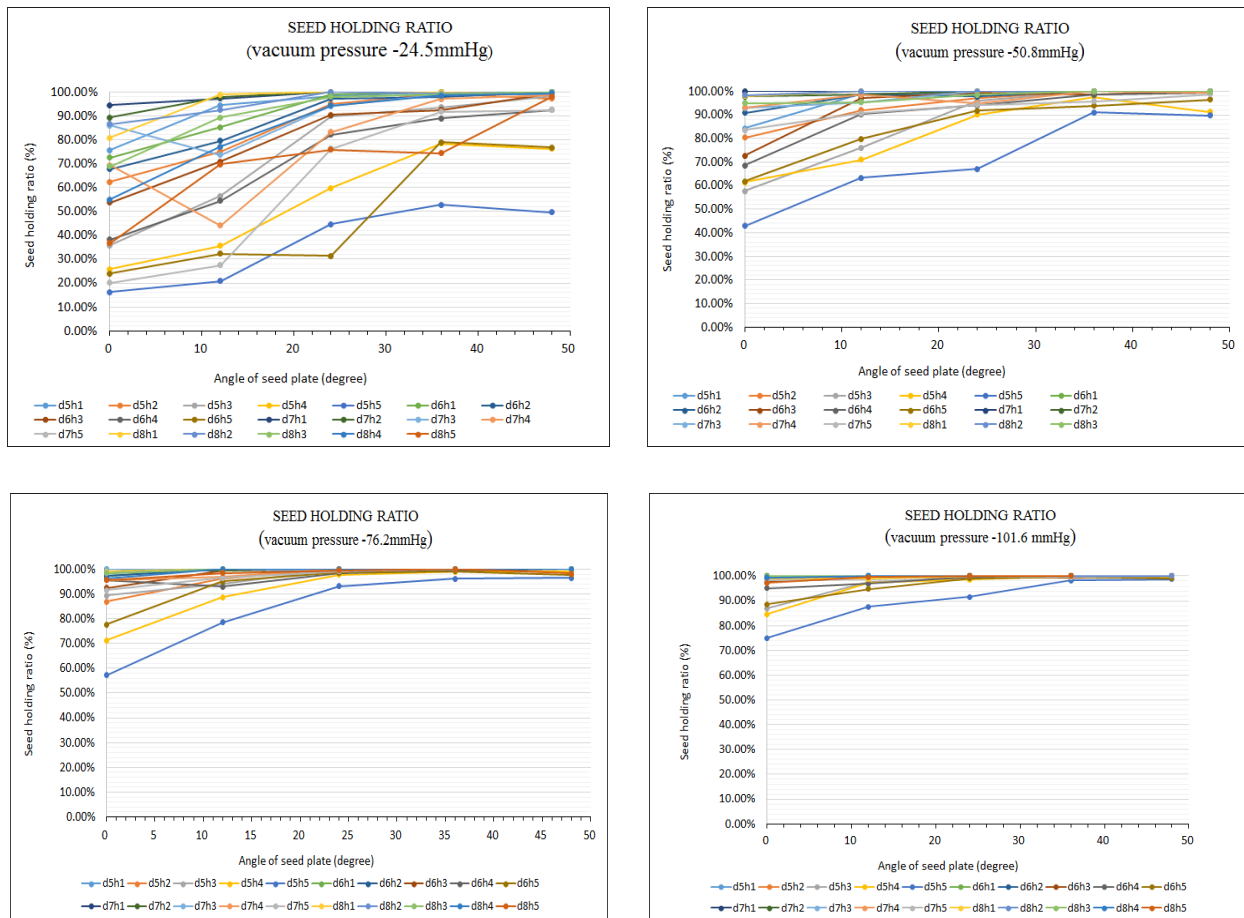 SEED HOLDING RATIO
(vacuum pressure -24.5mmHg)
100.00%
90.00%
80.00%
70.00%
60.00%
50.00%
40.00%
30.00%
20.00%
10.00%
0.00%
Seed holding ratio (%)
0 10 20 30 40 50
Angle of seed plate (degree)
d5h1 d5h2 d5h3 d5h4 d5h5 d6h1 d6h2
d6h3 d6h4 d6h5 d7h1 d7h2 d7h3 d7h4
d7h5 d8h1 d8h2 d8h3 d8h4 d8h5
SEED HOLDING RATIO
(vacuum pressure -50.8mmHg)
100.00%
90.00%
80.00%
70.00%
60.00%
50.00%
40.00%
30.00%
20.00%
10.00%
0.00%
Seed holding ratio (%)
0 10 20 30 40 50
Angle of seed plate (degree)
d5h1 d5h2 d5h3 d5h4 d5h5 d6h1
d6h2 d6h3 d6h4 d6h5 d7h1 d7h2
d7h3 d7h4 d7h5 d8h1 d8h2 d8h3
SEED HOLDING RATIO
(vacuum pressure -76.2mmHg)
100.00%
90.00%
80.00%
70.00%
60.00%
50.00%
40.00%
30.00%
20.00%
10.00%
0.00%
Seed holding ratio (%)
0 5 10 15 20 25 30 35 40 45 50
Angle of seed plate (degree)
d5h1 d5h2 d5h3 d5h4 d5h5 d6h1 d6h2 d6h3 d6h4 d6h5
d7h1 d7h2 d7h3 d7h4 d7h5 d8h1 d8h2 d8h3 d8h4 d8h5
SEED HOLDING RATIO
(vacuum pressure -101.6 mmHg)
100.00%
90.00%
80.00%
70.00%
60.00%
50.00%
40.00%
30.00%
20.00%
10.00%
0.00%
Seed holding ratio (%)
0 10 20 30 40 50
Angle of seed plate (degree)
d5h1 d5h2 d5h3 d5h4 d5h5 d6h1 d6h2 d6h3 d6h4 d6h5
d7h1 d7h2 d7h3 d7h4 d7h5 d8h1 d8h2 d8h3 d8h4 d8h5